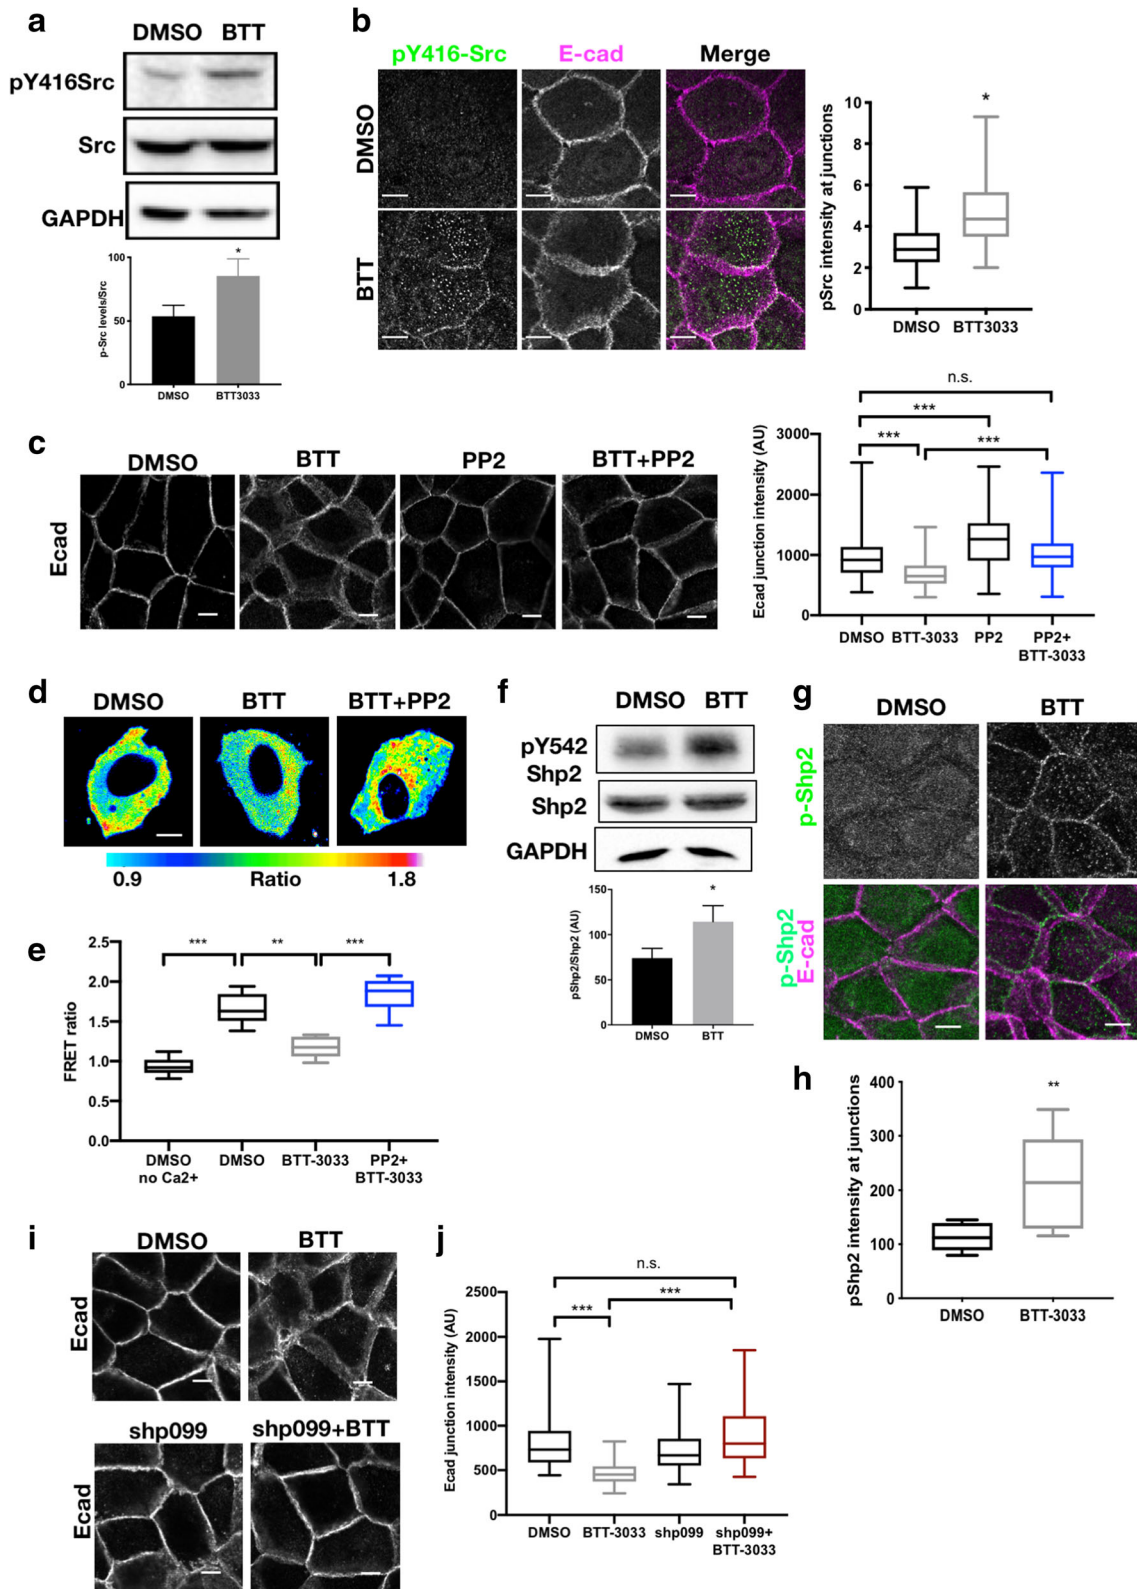 a
DMSO BTT
pY416Src
Src
GAPDH
*
100
50
0
p-Src levels/Src
DMSO BTT3033
b
pY416-Src E-cad Merge
DMSO
BTT
*
10
8
6
4
2
0
pSrc intensity at junctions
DMSO BTT3033
c
DMSO BTT PP2 BTT+PP2
Ecad
n.s.
***
*** ***
3000
2000
1000
0
Ecad junction intensity (AU)
DMSO BTT-3033 PP2 PP2+
BTT-3033
d
DMSO BTT BTT+PP2
0.9 Ratio 1.8
e
*** ** ***
2.5
2.0
1.5
1.0
0.5
0.0
FRET ratio
DMSO DMSO BTT-3033 PP2+
no Ca2+ BTT-3033
f
DMSO BTT
pY542
Shp2
Shp2
GAPDH
*
150
100
50
0
pShp2/Shp2 (AU)
DMSO BTT
g
DMSO BTT
p-Shp2
p-Shp2
E-cad
h
**
400
300
200
100
0
pShp2 intensity at junctions
DMSO BTT-3033
i
DMSO BTT
Ecad
shp099 shp099+BTT
Ecad
j
n.s.
*** ***
2500
2000
1500
1000
500
0
Ecad junction intensity (AU)
DMSO BTT-3033 shp099 shp099+
BTT-3033